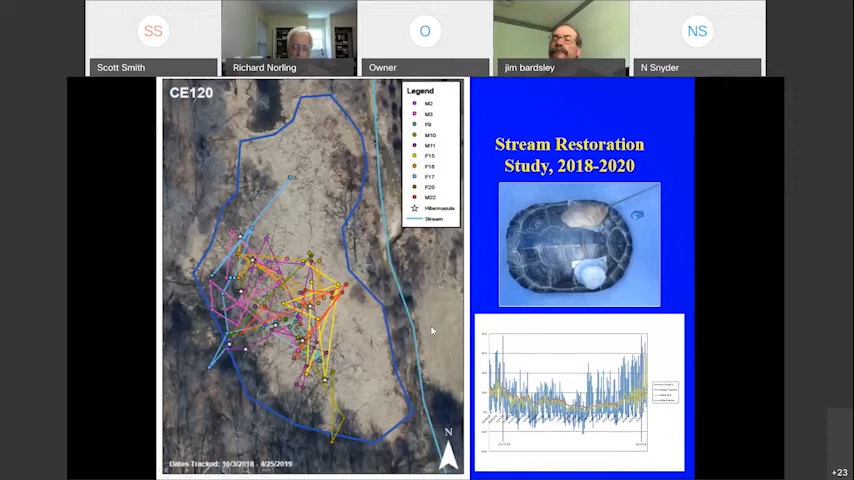 SS
O
NS
Scott Smith
Richard Norling
Owner
jim bardsley
N Snyder
CE120
Legend
M2
M3
F8
M10
M11
F15
F16
F17
F20
M22
Hibernacula
Stream
N
Dates Tracked: 10/3/2018 - 4/25/2019
Stream Restoration
Study, 2018-2020
+23